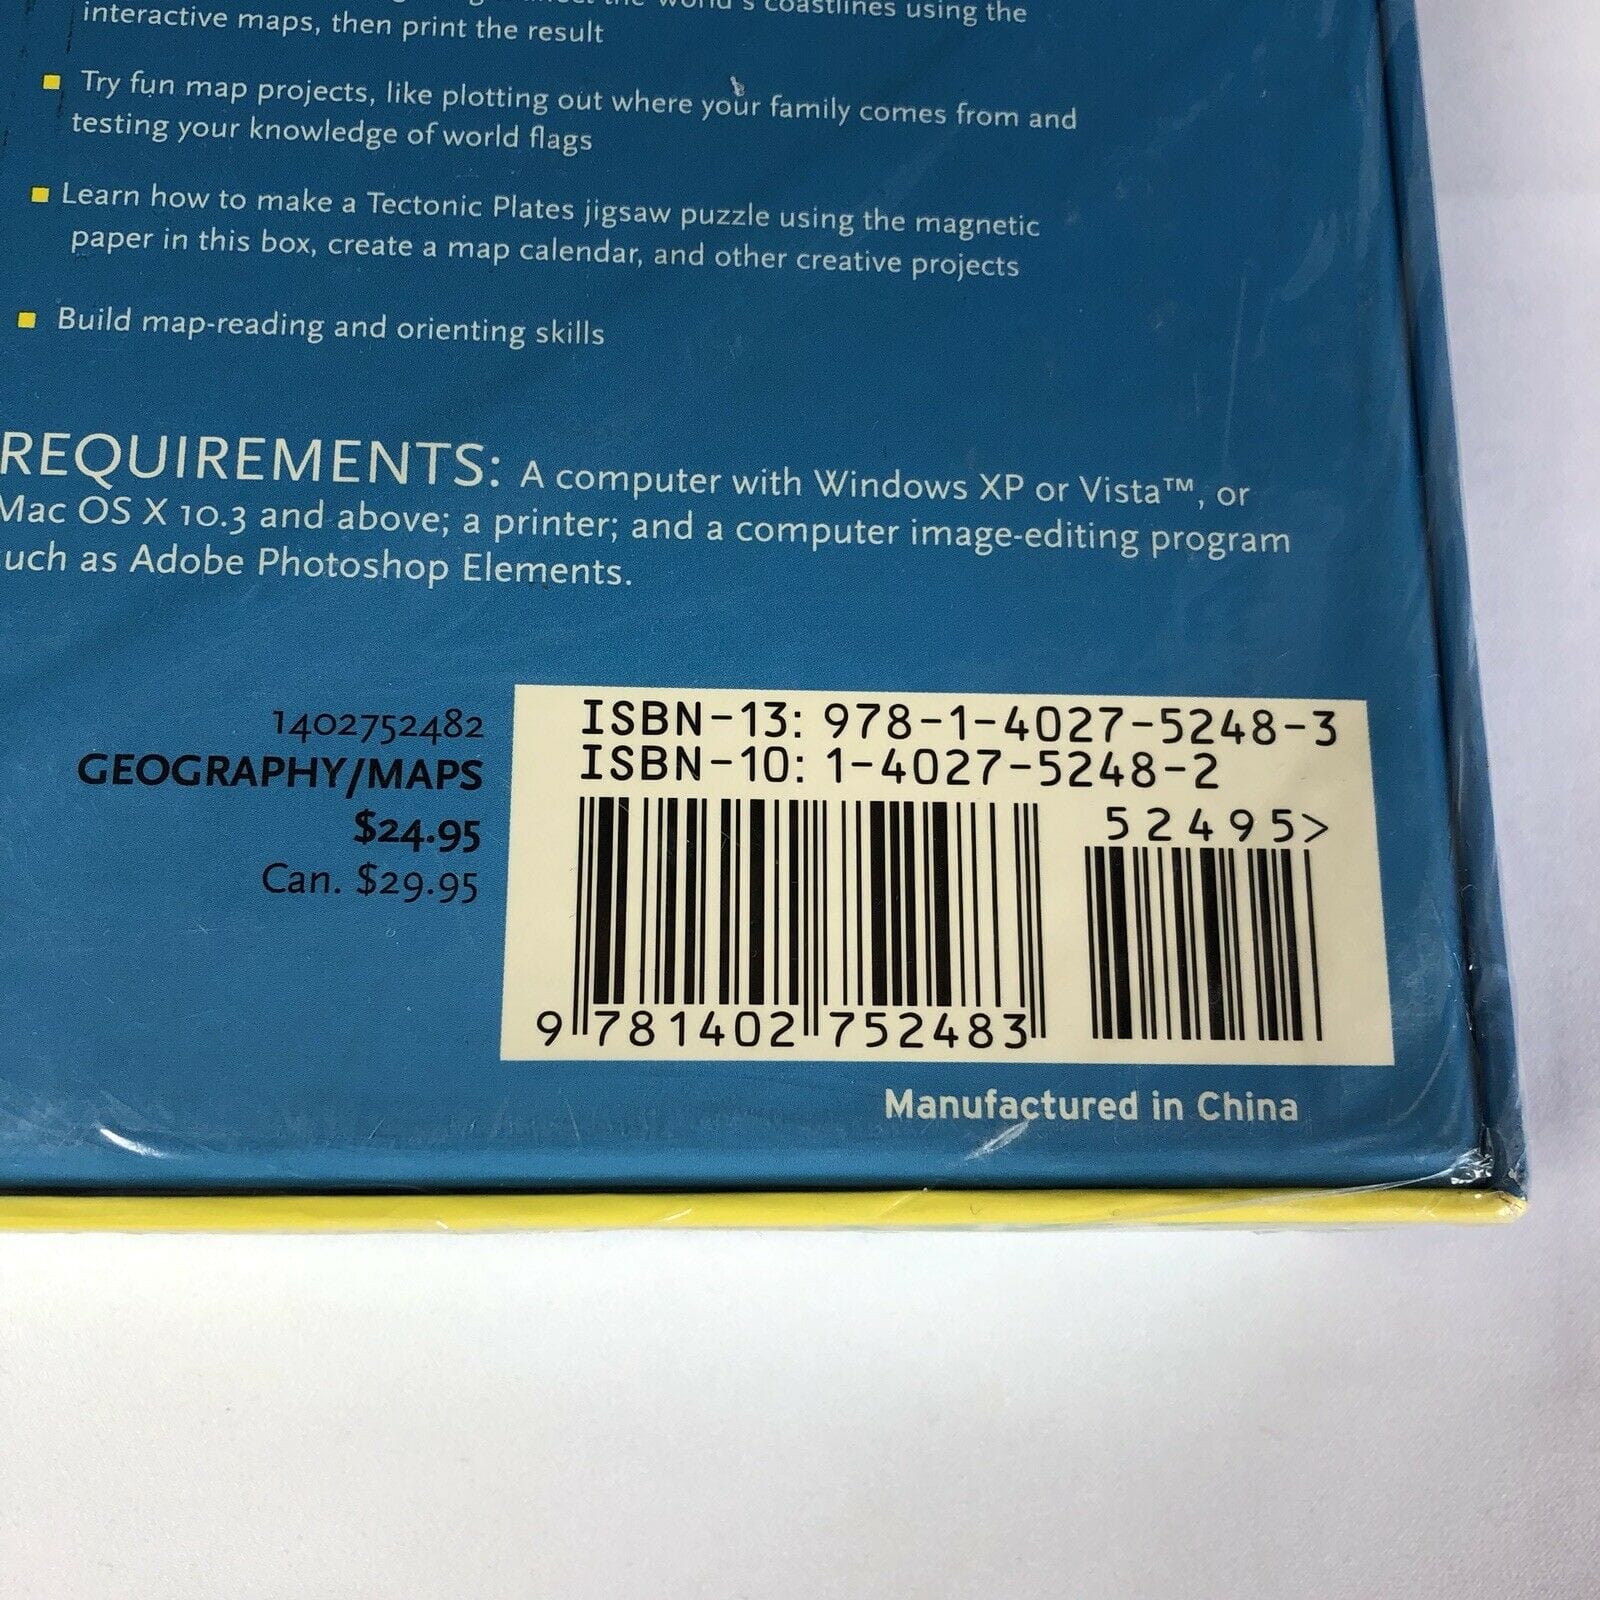 the world's coastlines using the
interactive maps, then print the result
Try fun map projects, like plotting out where your family comes from and
testing your knowledge of world flags
Learn how to make a Tectonic Plates jigsaw puzzle using the magnetic
paper in this box, create a map calendar, and other creative projects
Build map-reading and orienting skills
REQUIREMENTS: A computer with Windows XP or Vista™, or
Mac OS X 10.3 and above; a printer; and a computer image-editing program
uch as Adobe Photoshop Elements.
1402752482
GEOGRAPHY/MAPS
$24.95
Can. $29.95
ISBN-13: 978-1-4027-5248-3
ISBN-10: 1-4027-5248-2
52495>
9 781402 752483
Manufactured in China